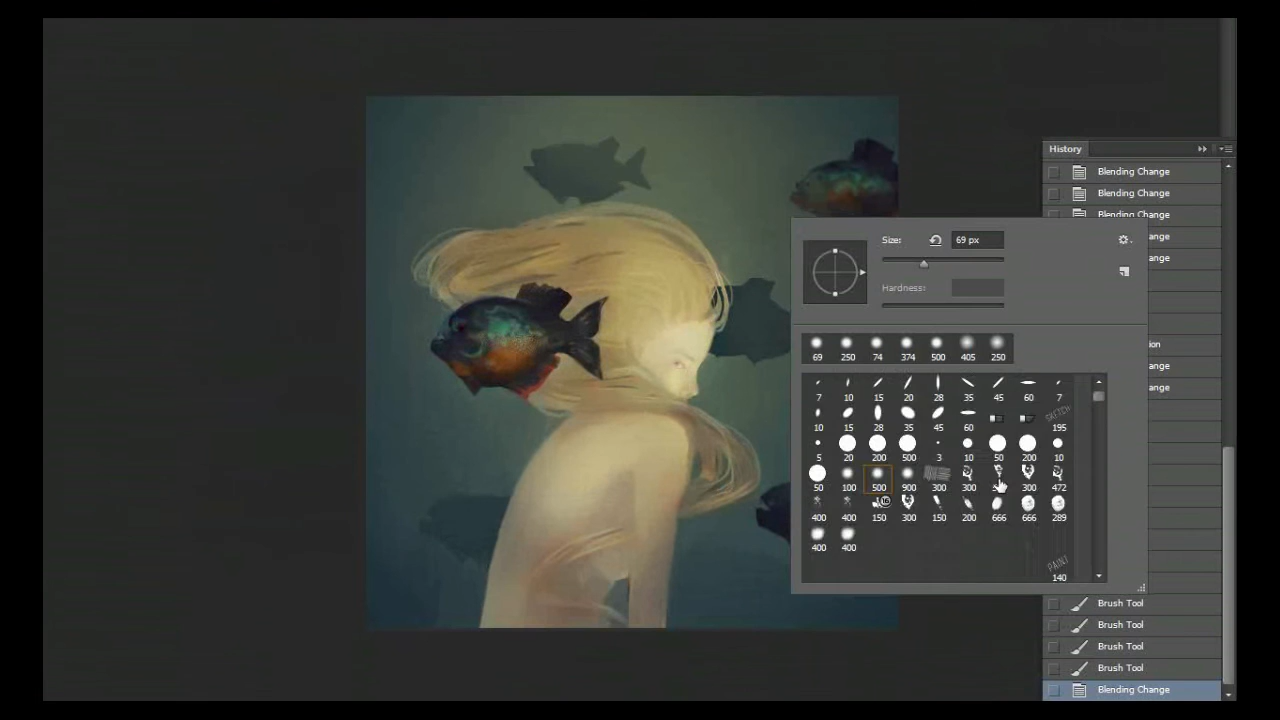 History
Blending Change
Blending Change
Blending Change
ange
ange
Size:
69 px
Hardness:
69 250 74 374 500 405 250
ion
ange
ange
7 10 15 20 28 35 45 60 7
10 15 28 35 45 60 195
SKETCH
5 20 200 500 3 10 50 200 10
50 100 500 900 300 300 300 472
400 400 150 300 150 200 666 666 289
400 400
PAINT
140
Brush Tool
Brush Tool
Brush Tool
Brush Tool
Blending Change